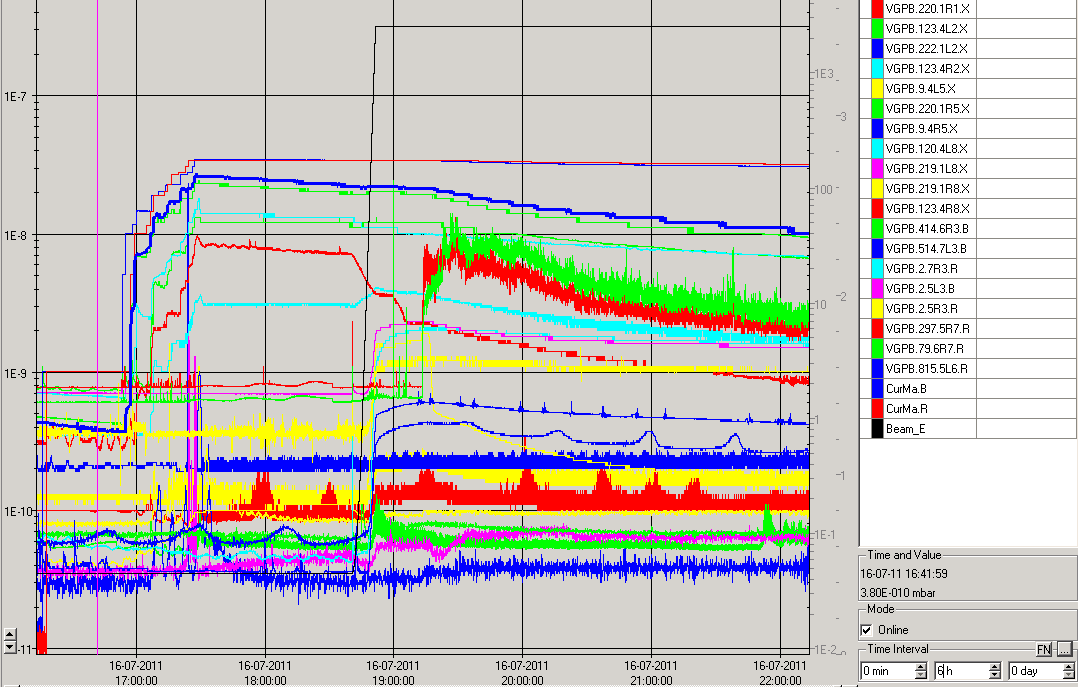 VGPB.220.1R1.X
VGPB.123.4L2.X
VGPB.222.1L2.X
VGPB.123.4R2.X
VGPB.9.4L5.X
VGPB.220.1R5.X
VGPB.9.4R5.X
VGPB.120.4L8.X
VGPB.219.1L8.X
VGPB.219.1R8.X
VGPB.123.4R8.X
VGPB.414.6R3.B
VGPB.514.7L3.B
VGPB.2.7R3.R
VGPB.2.5L3.B
VGPB.2.5R3.R
VGPB.297.5R7.R
VGPB.79.6R7.R
VGPB.815.5L6.R
CurMa.B
CurMa.R
Beam_E
1E-7
1E-8
1E-9
1E-10
-11
1E3
-3
100
10
-2
1
-1
1E-1
1E-2
-0
16-07-2011 16-07-2011 16-07-2011 16-07-2011 16-07-2011 16-07-2011
17:00:00 18:00:00 19:00:00 20:00:00 21:00:00 22:00:00
Time and Value
16-07-11 16:41:59
3.80E-010 mbar
Mode
Online
Time Interval FN ...
0 min 6 h 0 day